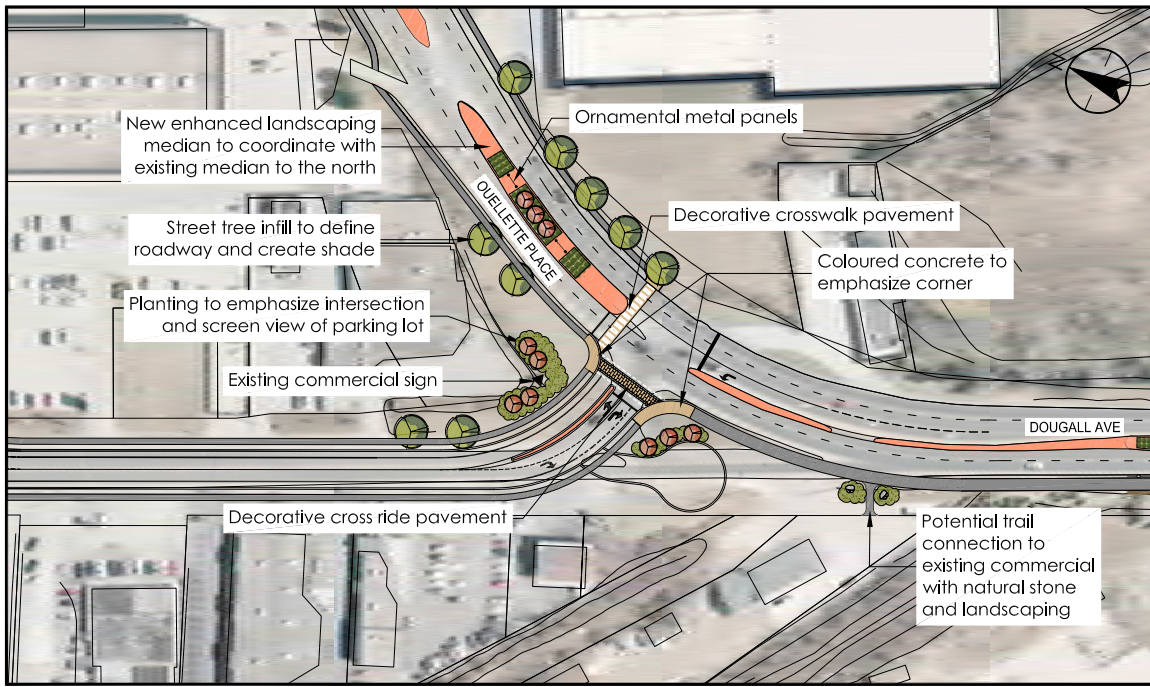 New enhanced landscaping
median to coordinate with
existing median to the north
Ornamental metal panels
Street tree infill to define
roadway and create shade
OUELLETTE PLACE
Decorative crosswalk pavement
Coloured concrete to
emphasize corner
Planting to emphasize intersection
and screen view of parking lot
Existing commercial sign
DOUGALL AVE
Decorative cross ride pavement
Potential trail
connection to
existing commercial
with natural stone
and landscaping